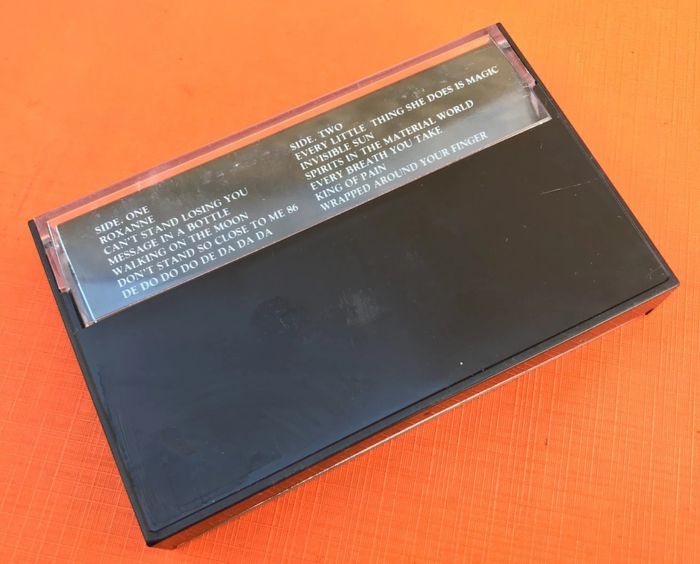 SIDE. ONE
ROXANNE
CAN'T STAND LOSING YOU
MESSAGE IN A BOTTLE
WALKING ON THE MOON
DON'T STAND SO CLOSE TO ME 86
DE DO DO DO DE DA DA DA
SIDE. TWO
EVERY LITTLE THING SHE DOES IS MAGIC
INVISIBLE SUN
SPIRITS IN THE MATERIAL WORLD
EVERY BREATH YOU TAKE
KING OF PAIN
WRAPPED AROUND YOUR FINGER